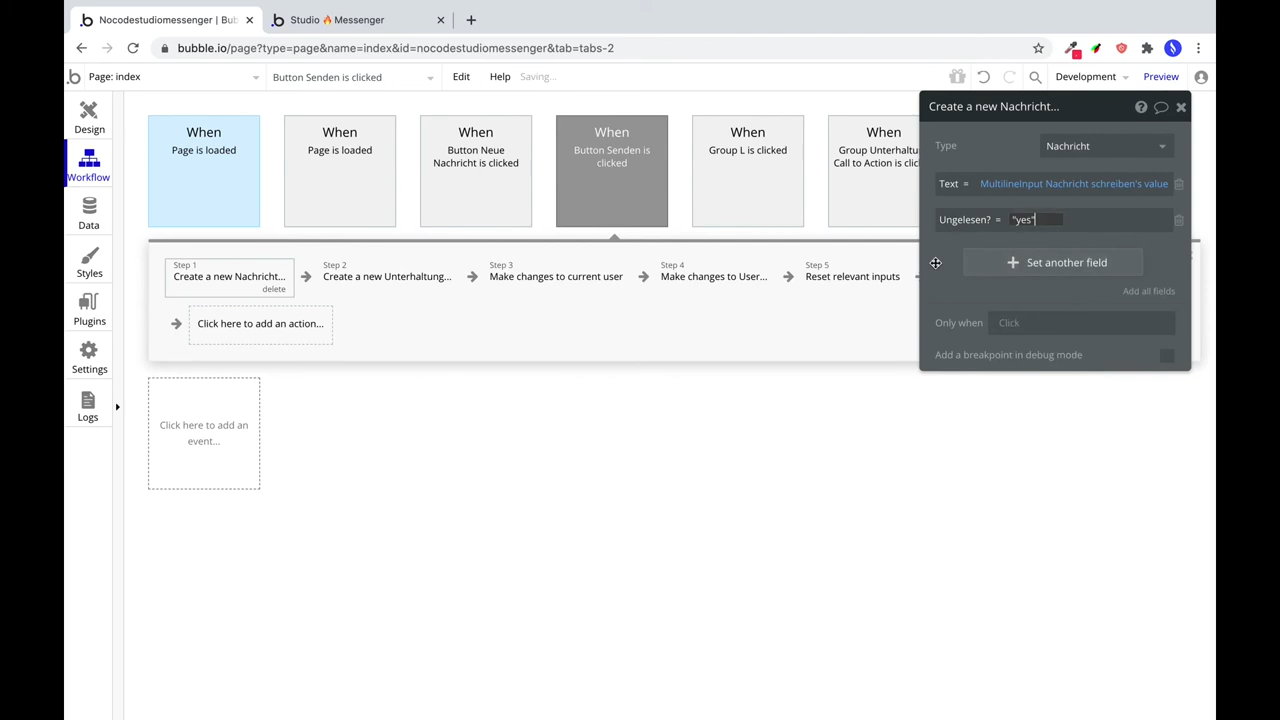 Nocodestudiomessenger | Bub
Studio 🔥 Messenger
bubble.io/page?type=page&name=index&id=nocodestudiomessenger&tab=tabs-2
Page: index
Button Senden is clicked
Edit
Help
Saving...
Development
Preview
Design
Workflow
Data
Styles
Plugins
Settings
Logs
When
Page is loaded
When
Page is loaded
When
Button Neue
Nachricht is clicked
When
Button Senden is
clicked
When
Group L is clicked
When
Group Unterhaltu
Call to Action is clic
Step 1
Create a new Nachricht...
delete
Step 2
Create a new Unterhaltung...
Step 3
Make changes to current user
Step 4
Make changes to User...
Step 5
Reset relevant inputs
Click here to add an action...
Click here to add an
event...
Create a new Nachricht...
Type
Nachricht
Text = MultilineInput Nachricht schreiben's value
Ungelesen? = "yes"
Set another field
Add all fields
Only when
Click
Add a breakpoint in debug mode